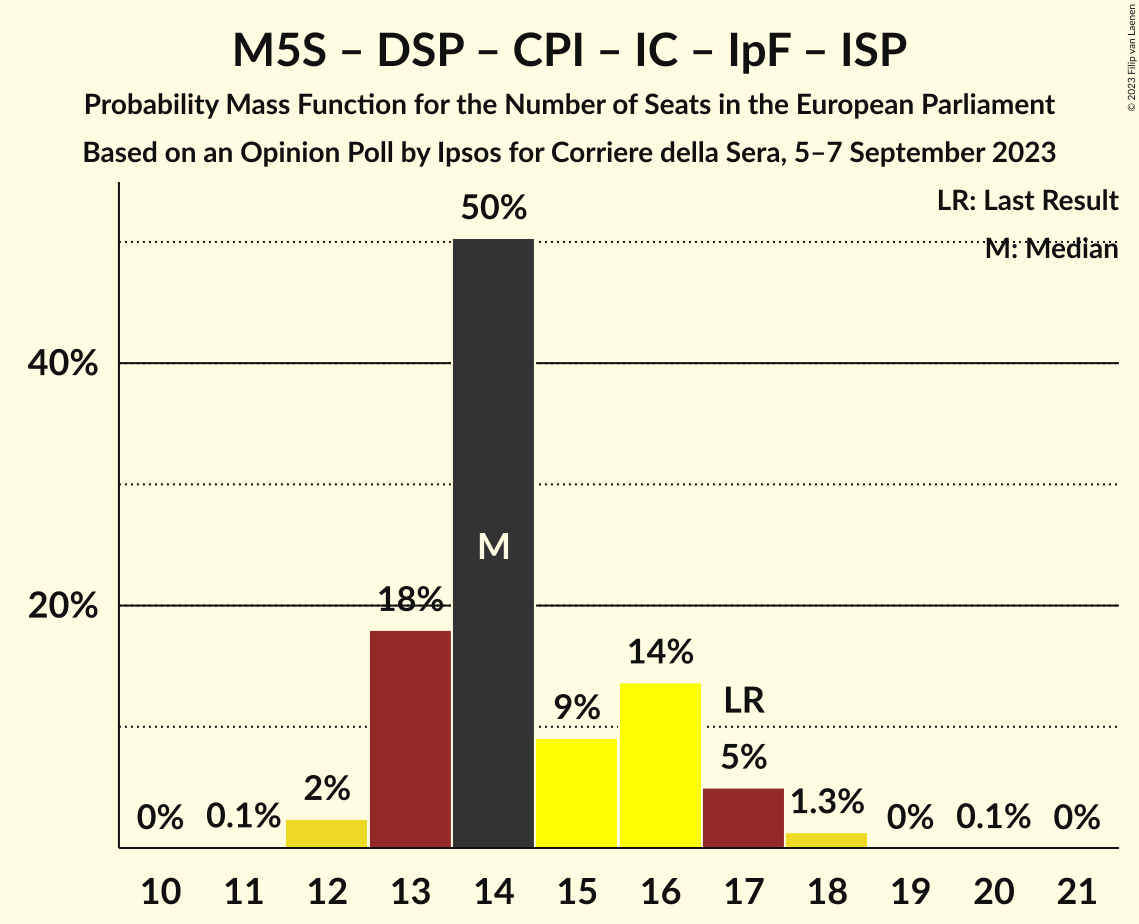 M5S – DSP – CPI – IC – IpF – ISP
Probability Mass Function for the Number of Seats in the European Parliament
Based on an Opinion Poll by Ipsos for Corriere della Sera, 5–7 September 2023
© 2023 Filip van Laenen
LR: Last Result
M: Median
50%
40%
M
18%
20%
14%
LR
9%
5%
2%
1.3%
0%
0.1%
0%
0.1%
0%
10 11 12 13 14 15 16 17 18 19 20 21